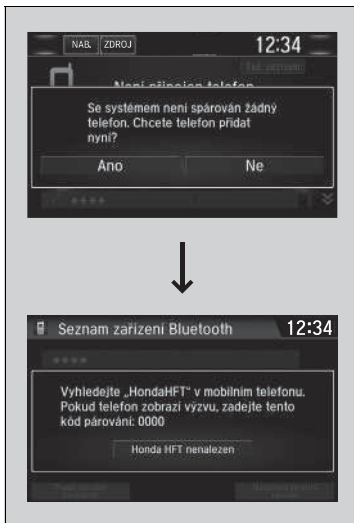 NAB. ZDROJ 12:34
Není připojen telefon
Se systémem není spárován žádný
telefon. Chcete telefon přidat
nyní?
Ano Ne
Seznam zařízení Bluetooth 12:34
Vyhledejte „HondaHFT“ v mobilním telefonu.
Pokud telefon zobrazí výzvu, zadejte tento
kód párování: 0000
Honda HFT nenalezen